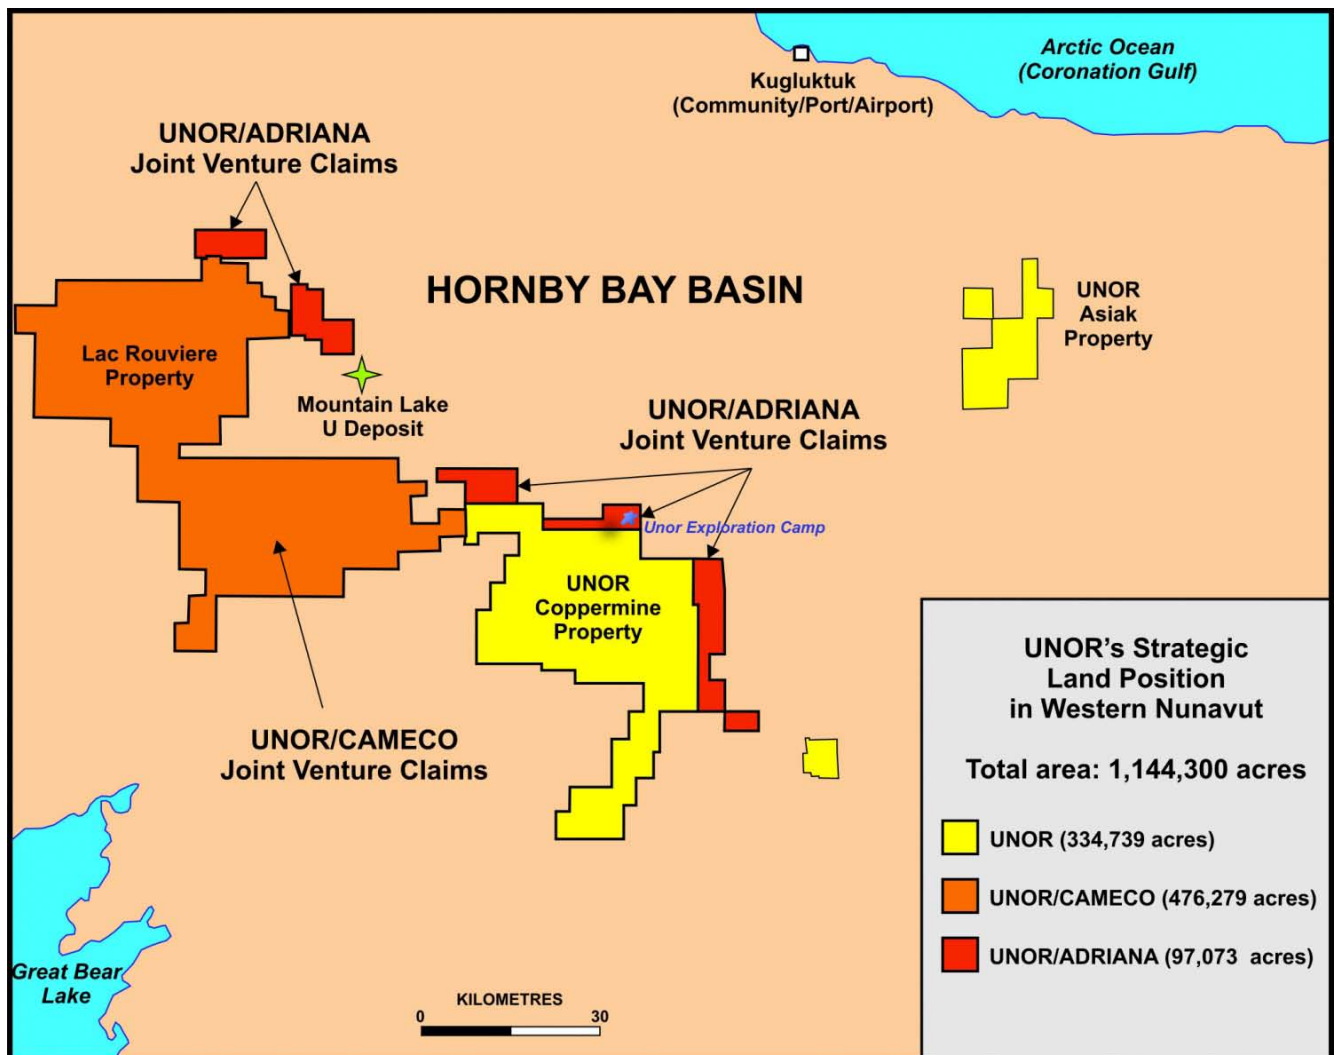 Arctic Ocean
(Coronation Gulf)
Kugluktuk
(Community/Port/Airport)
UNOR/ADRIANA
Joint Venture Claims
HORNBY BAY BASIN
UNOR
Asiak
Property
Lac Rouviere
Property
Mountain Lake
U Deposit
UNOR/ADRIANA
Joint Venture Claims
Unor Exploration Camp
UNOR
Coppermine
Property
UNOR/CAMECO
Joint Venture Claims
Great Bear
Lake
KILOMETRES
0 30
UNOR's Strategic
Land Position
in Western Nunavut
Total area: 1,144,300 acres
UNOR (334,739 acres)
UNOR/CAMECO (476,279 acres)
UNOR/ADRIANA (97,073 acres)